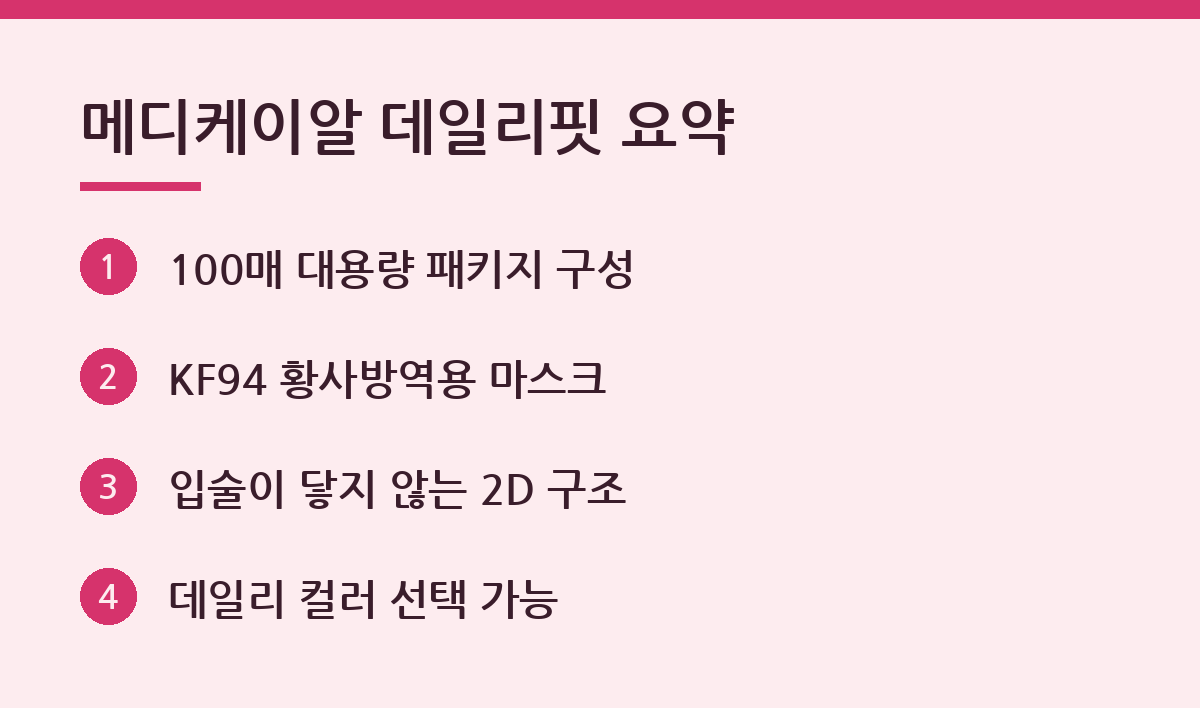 메디케이알 데일리핏 요약
1 100매 대용량 패키지 구성
2 KF94 황사방역용 마스크
3 입술이 닿지 않는 2D 구조
4 데일리 컬러 선택 가능